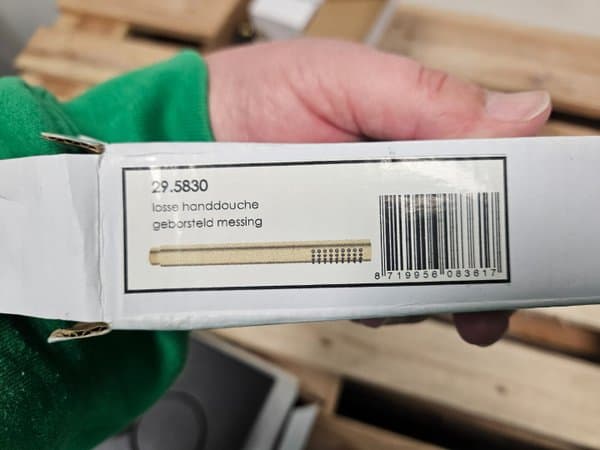 29.5830
losse handdouche
geborsteld messing
8 719956 083617